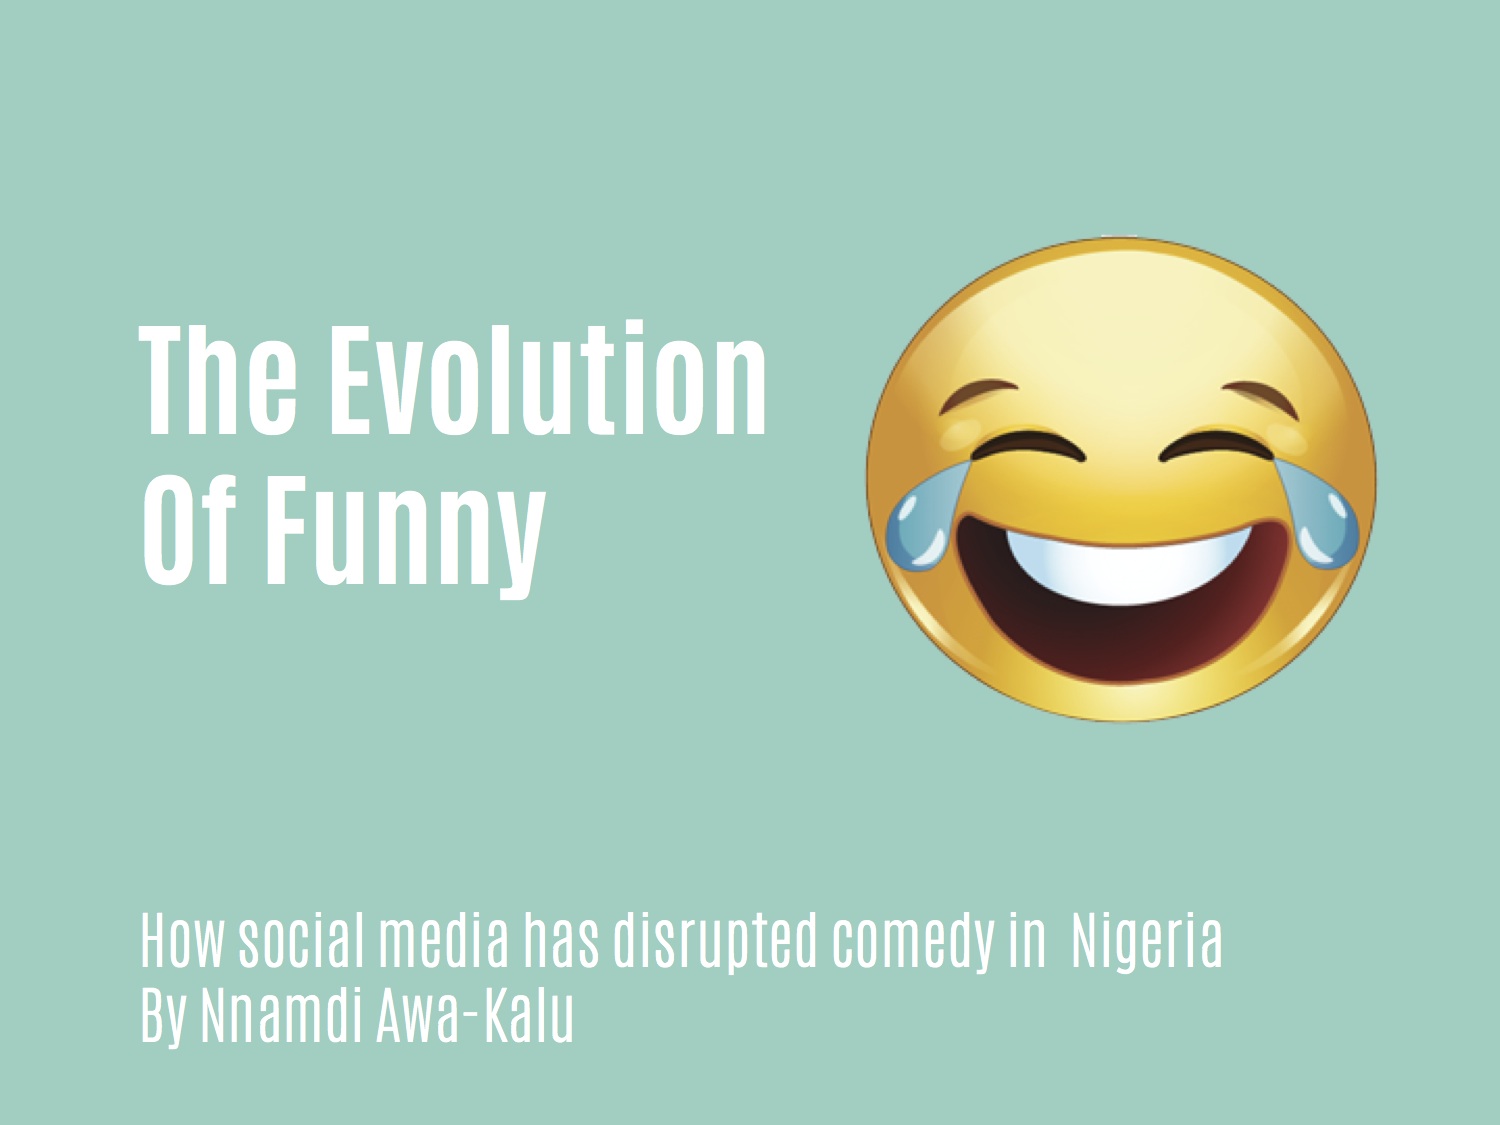 The Evolution
Of Funny
How social media has disrupted comedy in  Nigeria
By Nnamdi Awa-Kalu